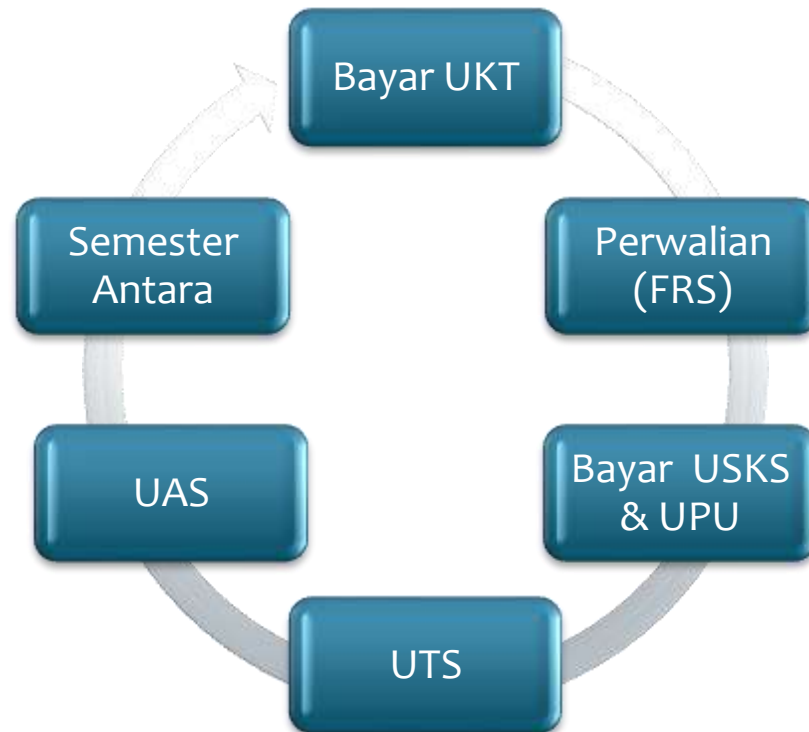 Bayar UKT
Perwalian
(FRS)
Bayar USKS
& UPU
UTS
UAS
Semester
Antara